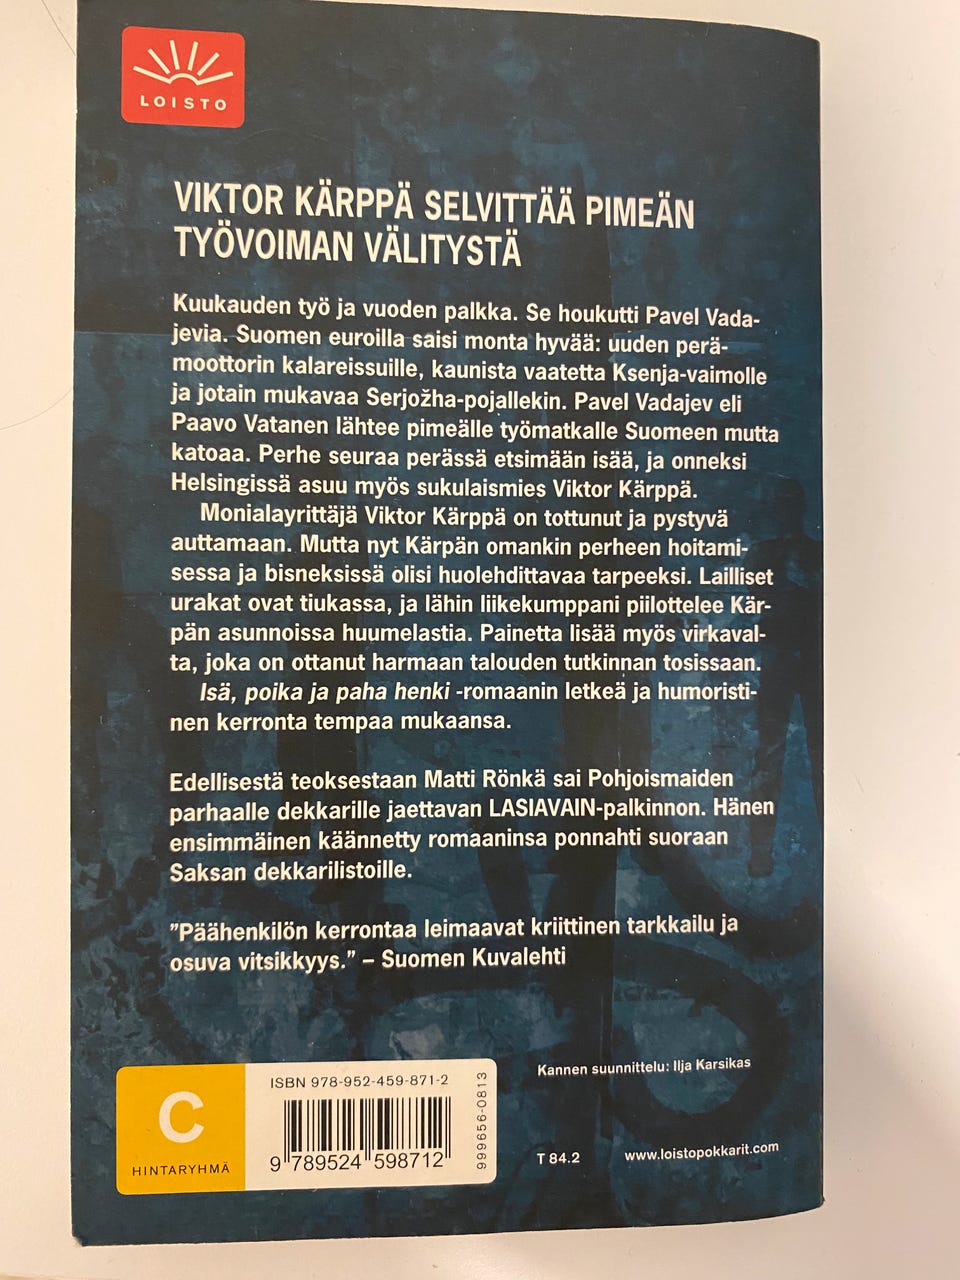 LOISTO
VIKTOR KÄRPPÄ SELVITTÄÄ PIMEÄN
TYÖVOIMAN VÄLITYSTÄ
Kuukauden työ ja vuoden palkka. Se houkutti Pavel Vada-
jevia. Suomen euroilla saisi monta hyvää: uuden perä-
moottorin kalareissuille, kaunista vaatetta Ksenja-vaimolle
ja jotain mukavaa Serjožha-pojallekin. Pavel Vadajev eli
Paavo Vatanen lähtee pimeälle työmatkalle Suomeen mutta
katoaa. Perhe seuraa perässä etsimään isää, ja onneksi
Helsingissä asuu myös sukulaismies Viktor Kärppä.
Monialayrittäjä Viktor Kärppä on tottunut ja pystyvä
auttamaan. Mutta nyt Kärpän omankin perheen hoitami-
sessa ja bisneksissä olisi huolehdittavaa tarpeeksi. Lailliset
urakat ovat tiukassa, ja lähin liikekumppani piilottelee Kär-
pän asunnoissa huumelastia. Painetta lisää myös virkaval-
ta, joka on ottanut harmaan talouden tutkinnan tosissaan.
Isä, poika ja paha henki -romaanin letkeä ja humoristi-
nen kerronta tempaa mukaansa.
Edellisestä teoksestaan Matti Rönkä sai Pohjoismaiden
parhaalle dekkarille jaettavan LASIAVAIN-palkinnon. Hänen
ensimmäinen käännetty romaaninsa ponnahti suoraan
Saksan dekkarilistoille.
"Päähenkilön kerrontaa leimaavat kriittinen tarkkailu ja
osuva vitsikkyys." – Suomen Kuvalehti
C
HINTARYHMÄ
ISBN 978-952-459-871-2
9 789524 598712
999656-0813
Kannen suunnittelu: Ilja Karsikas
T 84.2
www.loistopokkarit.com